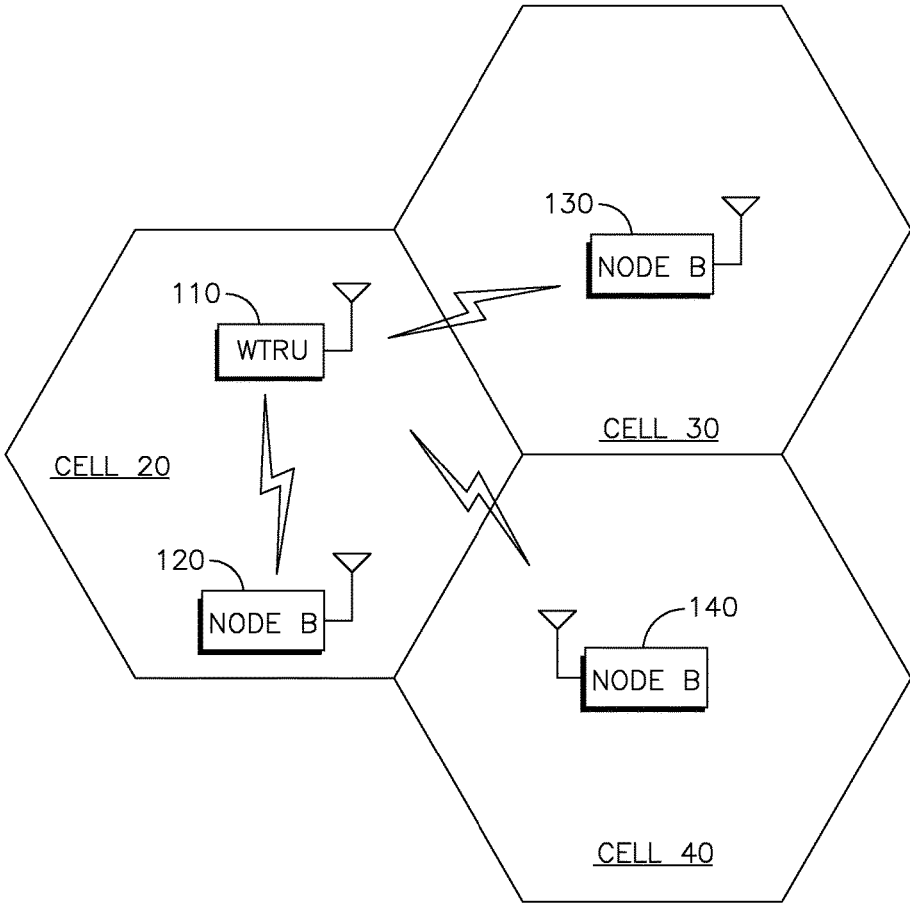 130
NODE B
110
WTRU
CELL 30
CELL 20
120
NODE B
140
NODE B
CELL 40